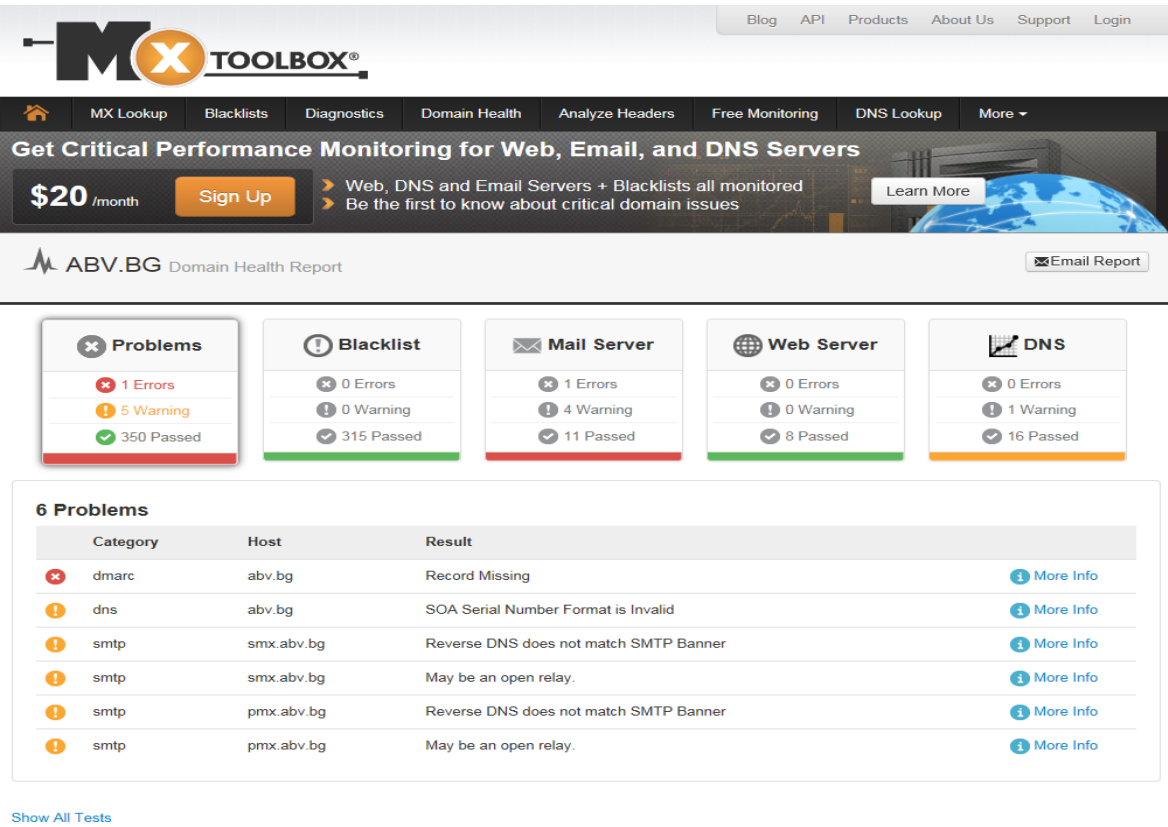 Blog API Products About Us Support Login
MX TOOLBOX®
MX Lookup Blacklists Diagnostics Domain Health Analyze Headers Free Monitoring DNS Lookup More
Get Critical Performance Monitoring for Web, Email, and DNS Servers
$20 /month Sign Up Web, DNS and Email Servers + Blacklists all monitored Learn More
Be the first to know about critical domain issues
ABV.BG Domain Health Report Email Report
Problems Blacklist Mail Server Web Server DNS
1 Errors 0 Errors 1 Errors 0 Errors 0 Errors
5 Warning 0 Warning 4 Warning 0 Warning 1 Warning
350 Passed 315 Passed 11 Passed 8 Passed 16 Passed
6 Problems
Category Host Result
dmarc abv.bg Record Missing More Info
dns abv.bg SOA Serial Number Format is Invalid More Info
smtp smx.abv.bg Reverse DNS does not match SMTP Banner More Info
smtp smx.abv.bg May be an open relay. More Info
smtp pmx.abv.bg Reverse DNS does not match SMTP Banner More Info
smtp pmx.abv.bg May be an open relay. More Info
Show All Tests